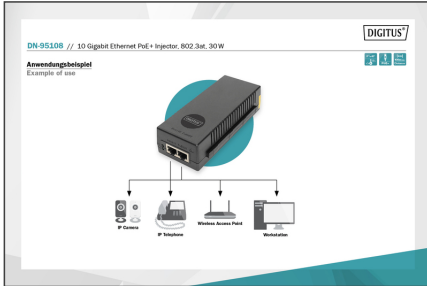 DIGITUS®
DN-95108 // 10 Gigabit Ethernet PoE+ Injector, 802.3at, 30 W
Anwendungsbeispiel
Example of use
DIGITUS
IP Camera
IP Telephone
Wireless Access Point
Workstation